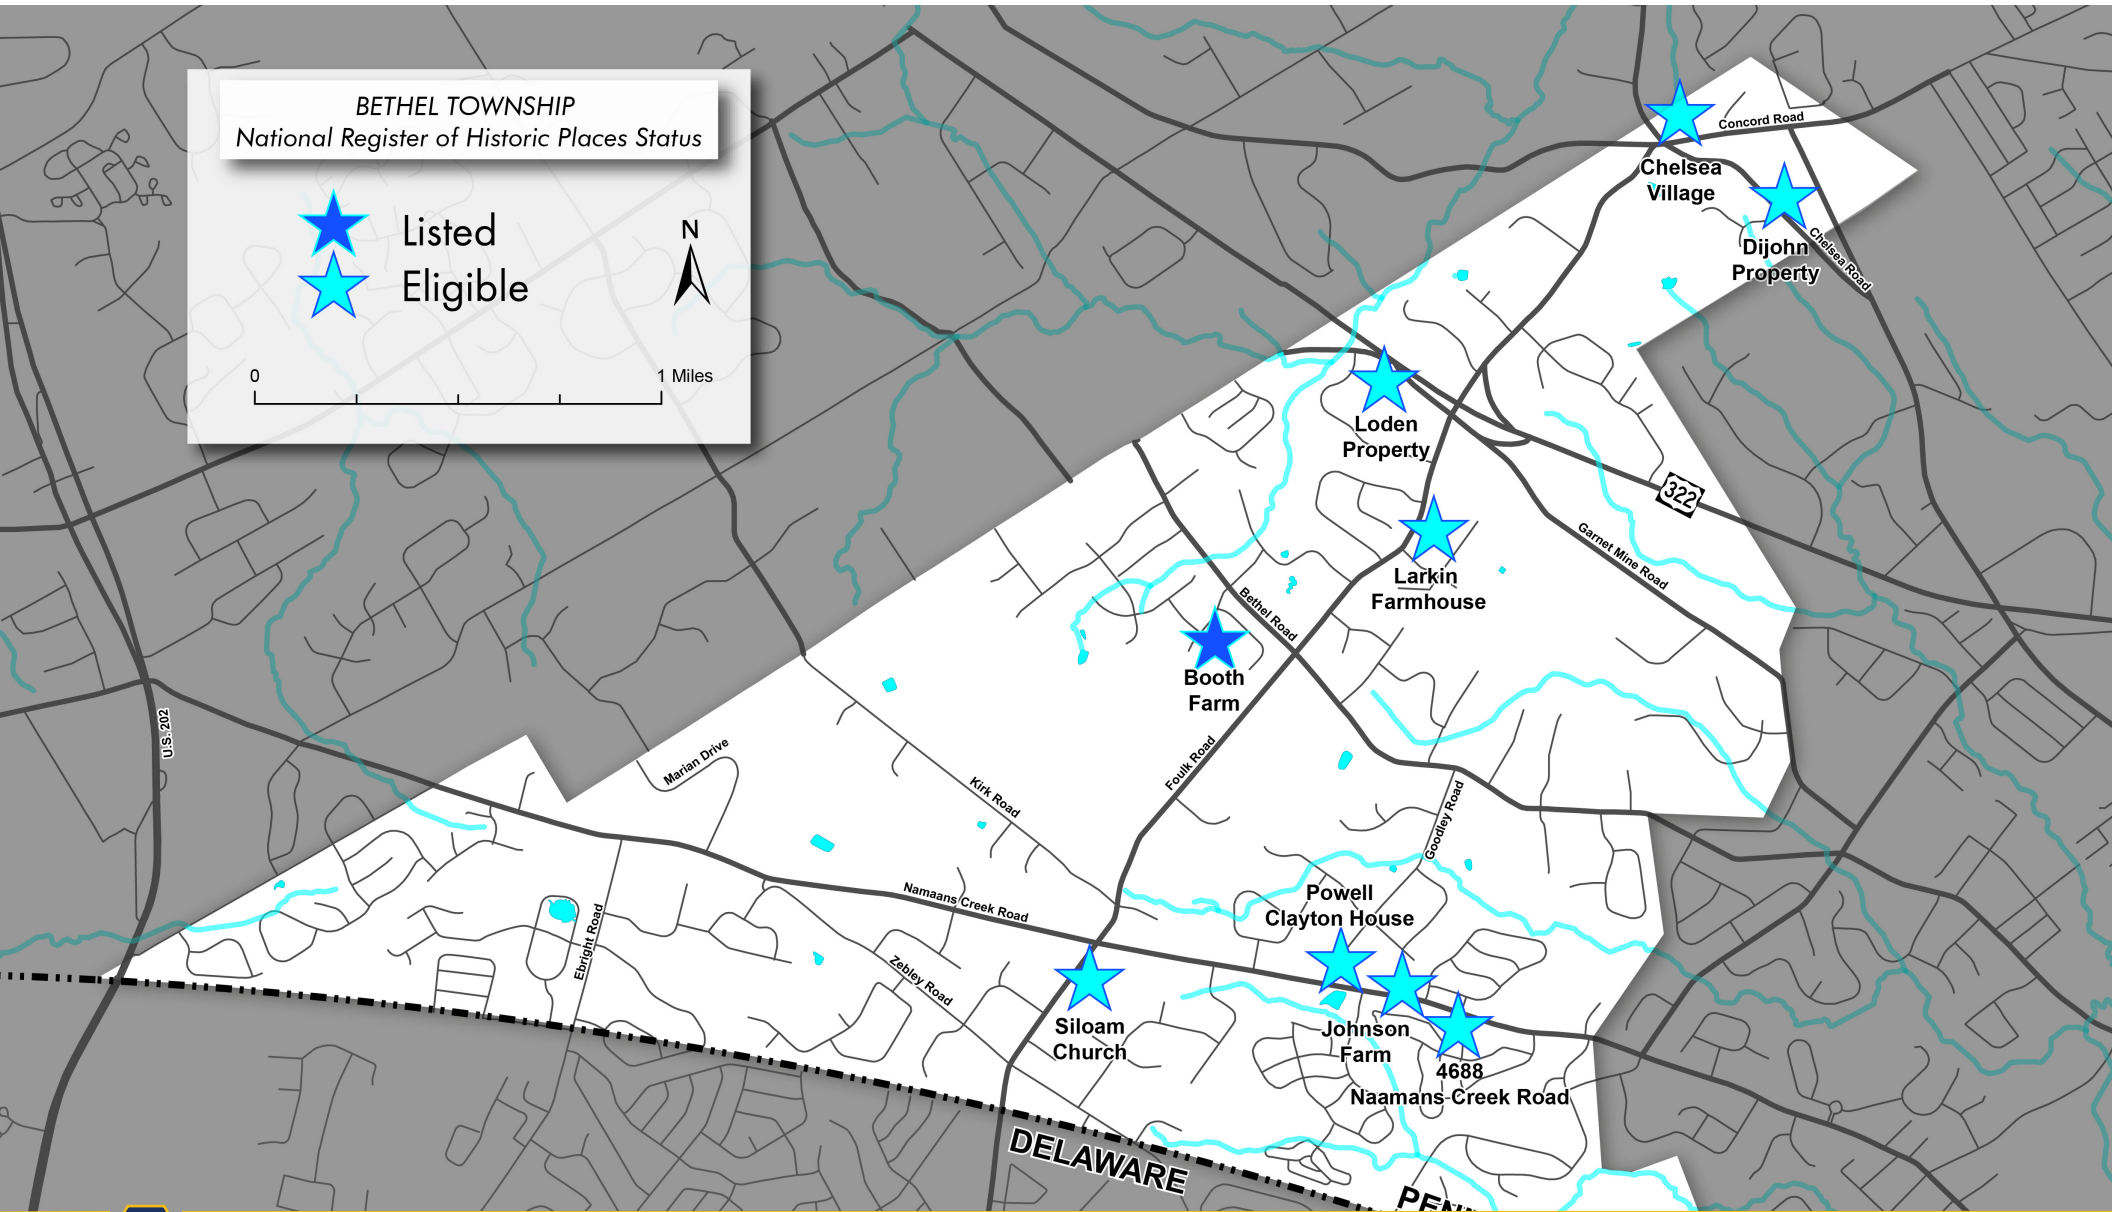 BETHEL TOWNSHIP
National Register of Historic Places Status
Listed
Eligible
N
0
1 Miles
Concord Road
Chelsea
Village
Dijohn
Property
Chelsea Road
Loden
Property
322
Garnet Mine Road
Larkin
Farmhouse
Bethel Road
Booth
Farm
U.S. 202
Marian Drive
Foulk Road
Kirk Road
Goodley Road
Namaans Creek Road
Powell
Clayton House
Ebright Road
Zebley Road
Siloam
Church
Johnson
Farm
4688
Naamans Creek Road
DELAWARE